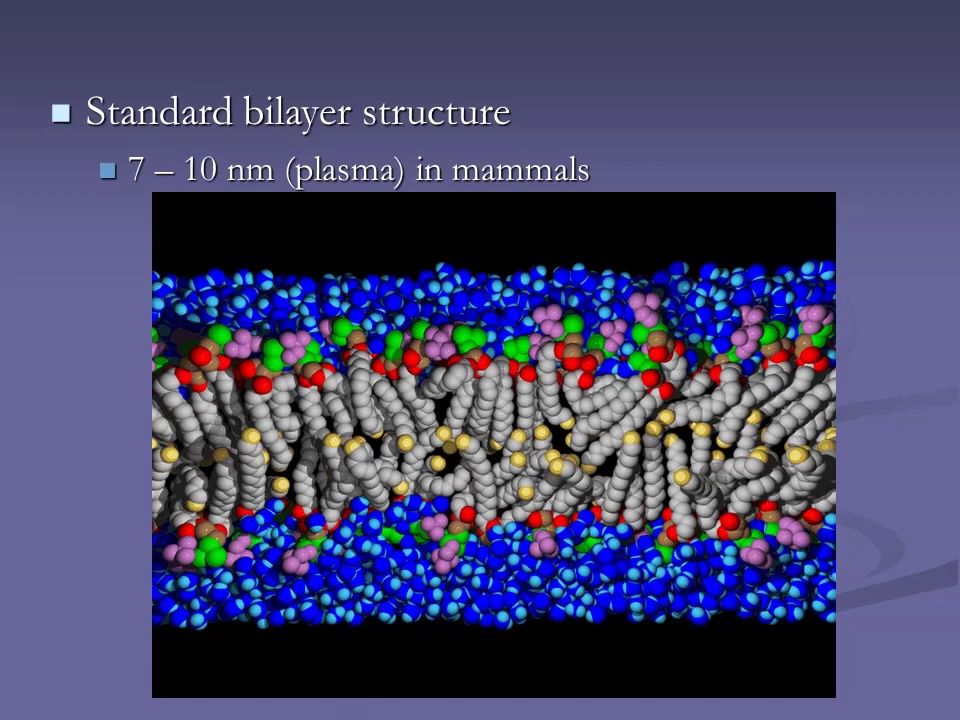 Standard bilayer structure
7 – 10 nm (plasma) in mammals